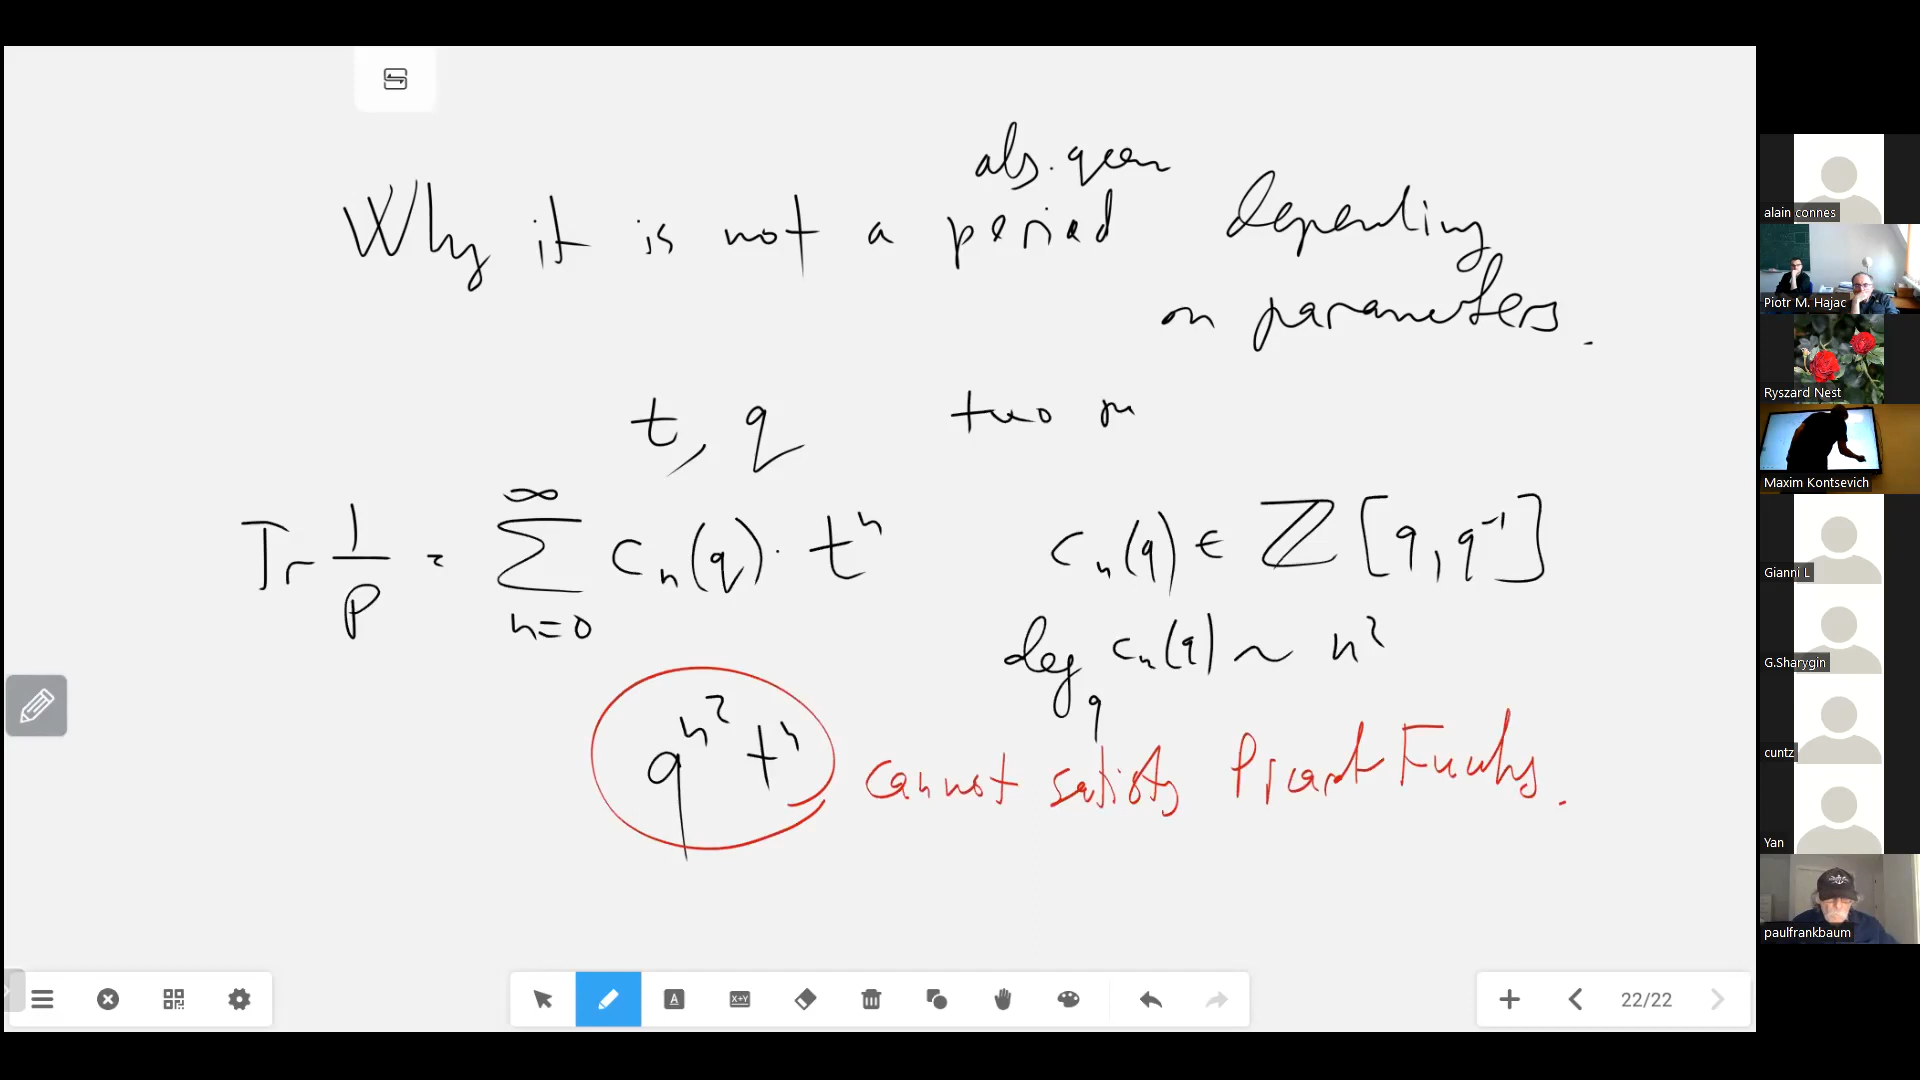 alg. geom
Why it is not a period depending
on parameters.
t, q two
Tr 1/P = ∑_{n=0}^{∞} c_n(q) · t^n c_n(q) ∈ ℤ[q, q^{-1}]
deg_q c_n(q) ~ n^2
q^{n^2} t^n cannot satisfy Picard Fuchs.
alain connes
Piotr M. Hajac
Ryszard Nest
Maxim Kontsevich
Gianni L
G.Sharygin
cuntz
Yan
paulfrankbaum
A
X+Y
22/22